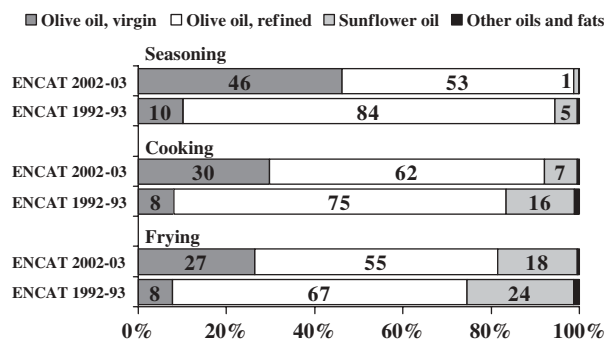 Olive oil, virgin Olive oil, refined Sunflower oil Other oils and fats
Seasoning
ENCAT 2002-03 46 53 1
ENCAT 1992-93 10 84 5
Cooking
ENCAT 2002-03 30 62 7
ENCAT 1992-93 8 75 16
Frying
ENCAT 2002-03 27 55 18
ENCAT 1992-93 8 67 24
0% 20% 40% 60% 80% 100%